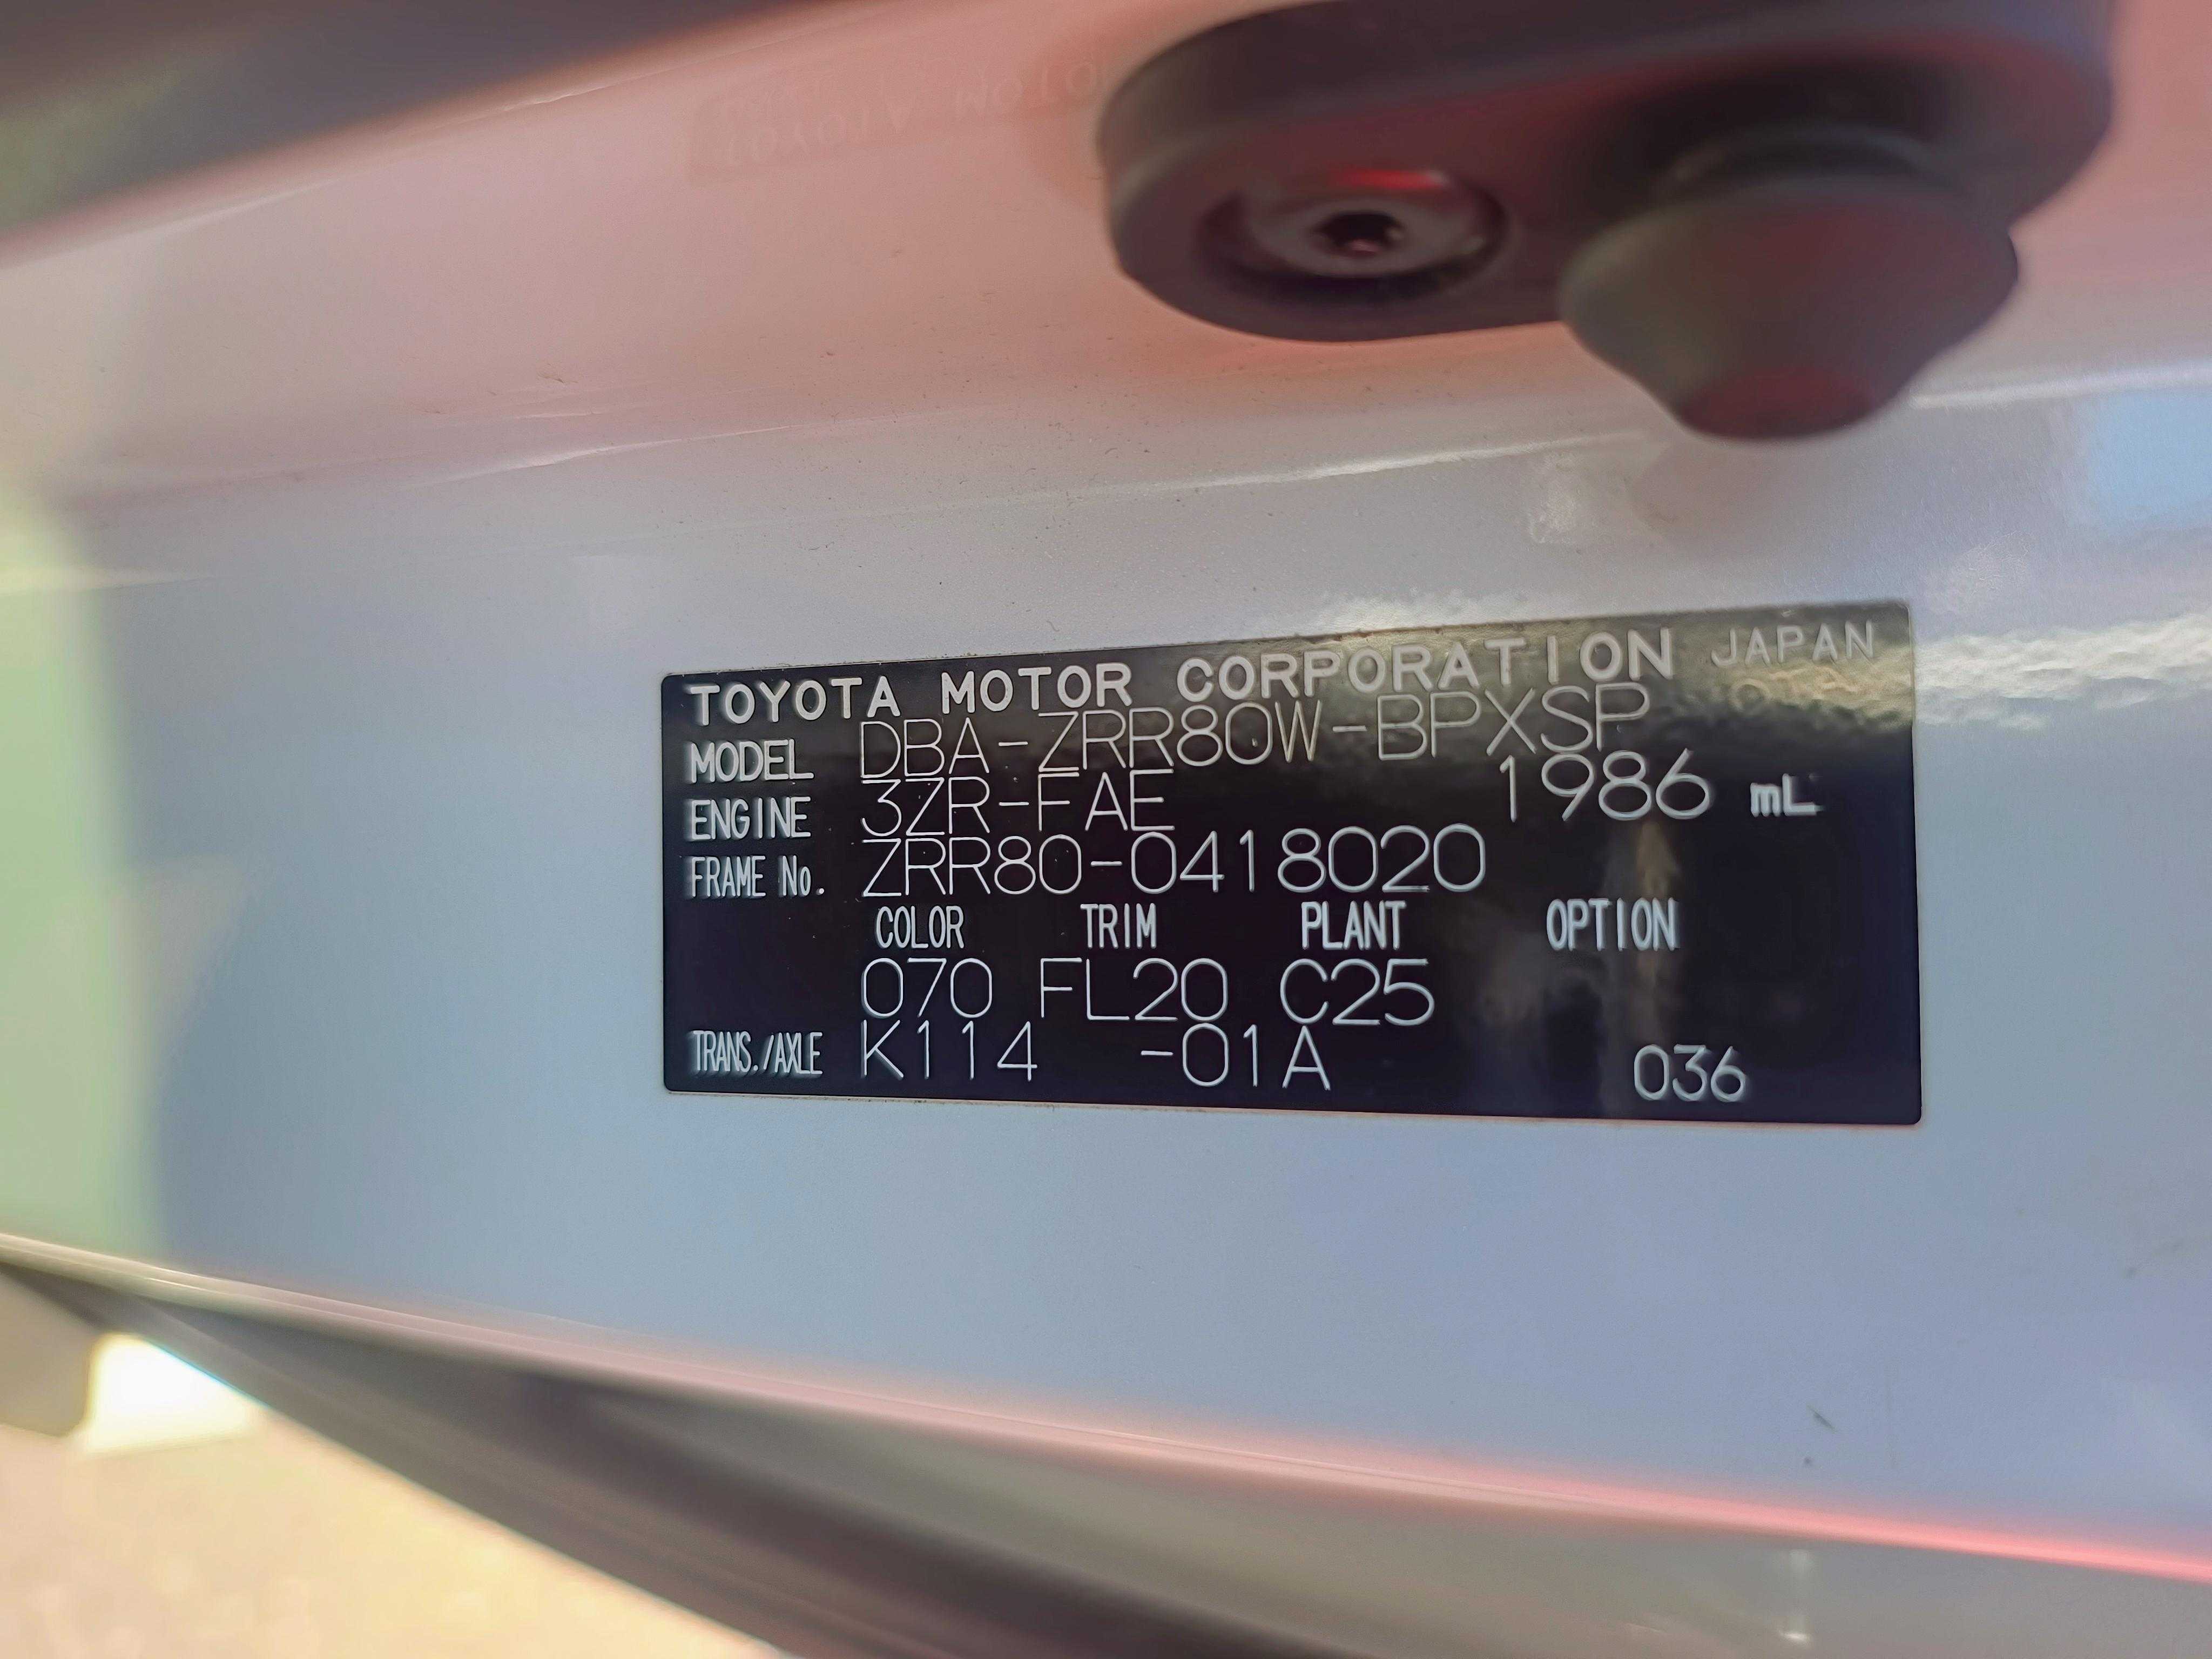 TOYOTA MOTOR CORPORATION JAPAN
MODEL DBA-ZRR80W-BPXSP
ENGINE 3ZR-FAE 1986 mL
FRAME No. ZRR80-0418020
COLOR TRIM PLANT OPTION
070 FL20 C25
TRANS./AXLE K114 -01A 036